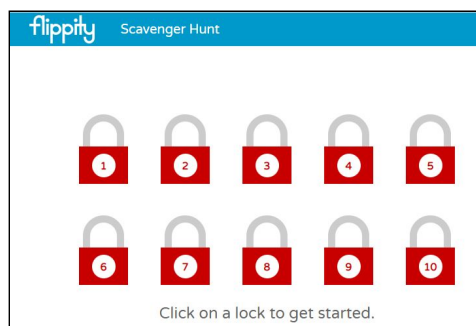 flippity Scavenger Hunt
1 2 3 4 5
6 7 8 9 10
Click on a lock to get started.